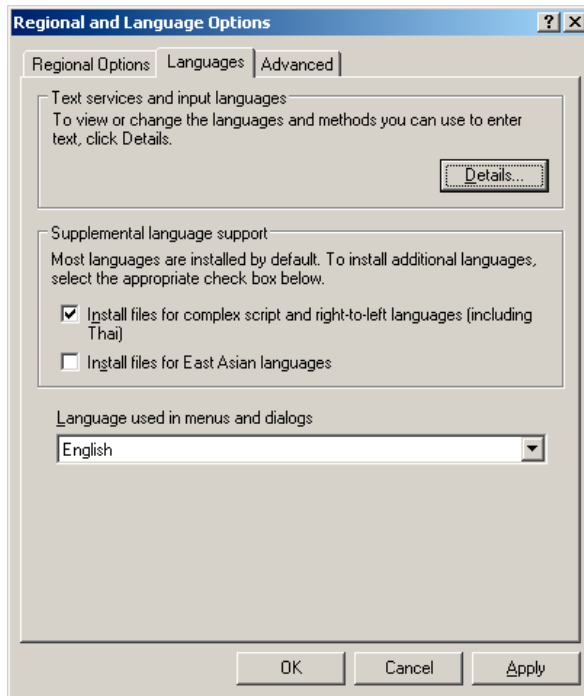 Regional and Language Options
Regional Options Languages Advanced
Text services and input languages
To view or change the languages and methods you can use to enter
text, click Details.
Details...
Supplemental language support
Most languages are installed by default. To install additional languages,
select the appropriate check box below.
Install files for complex script and right-to-left languages (including
Thai)
Install files for East Asian languages
Language used in menus and dialogs
English
OK Cancel Apply